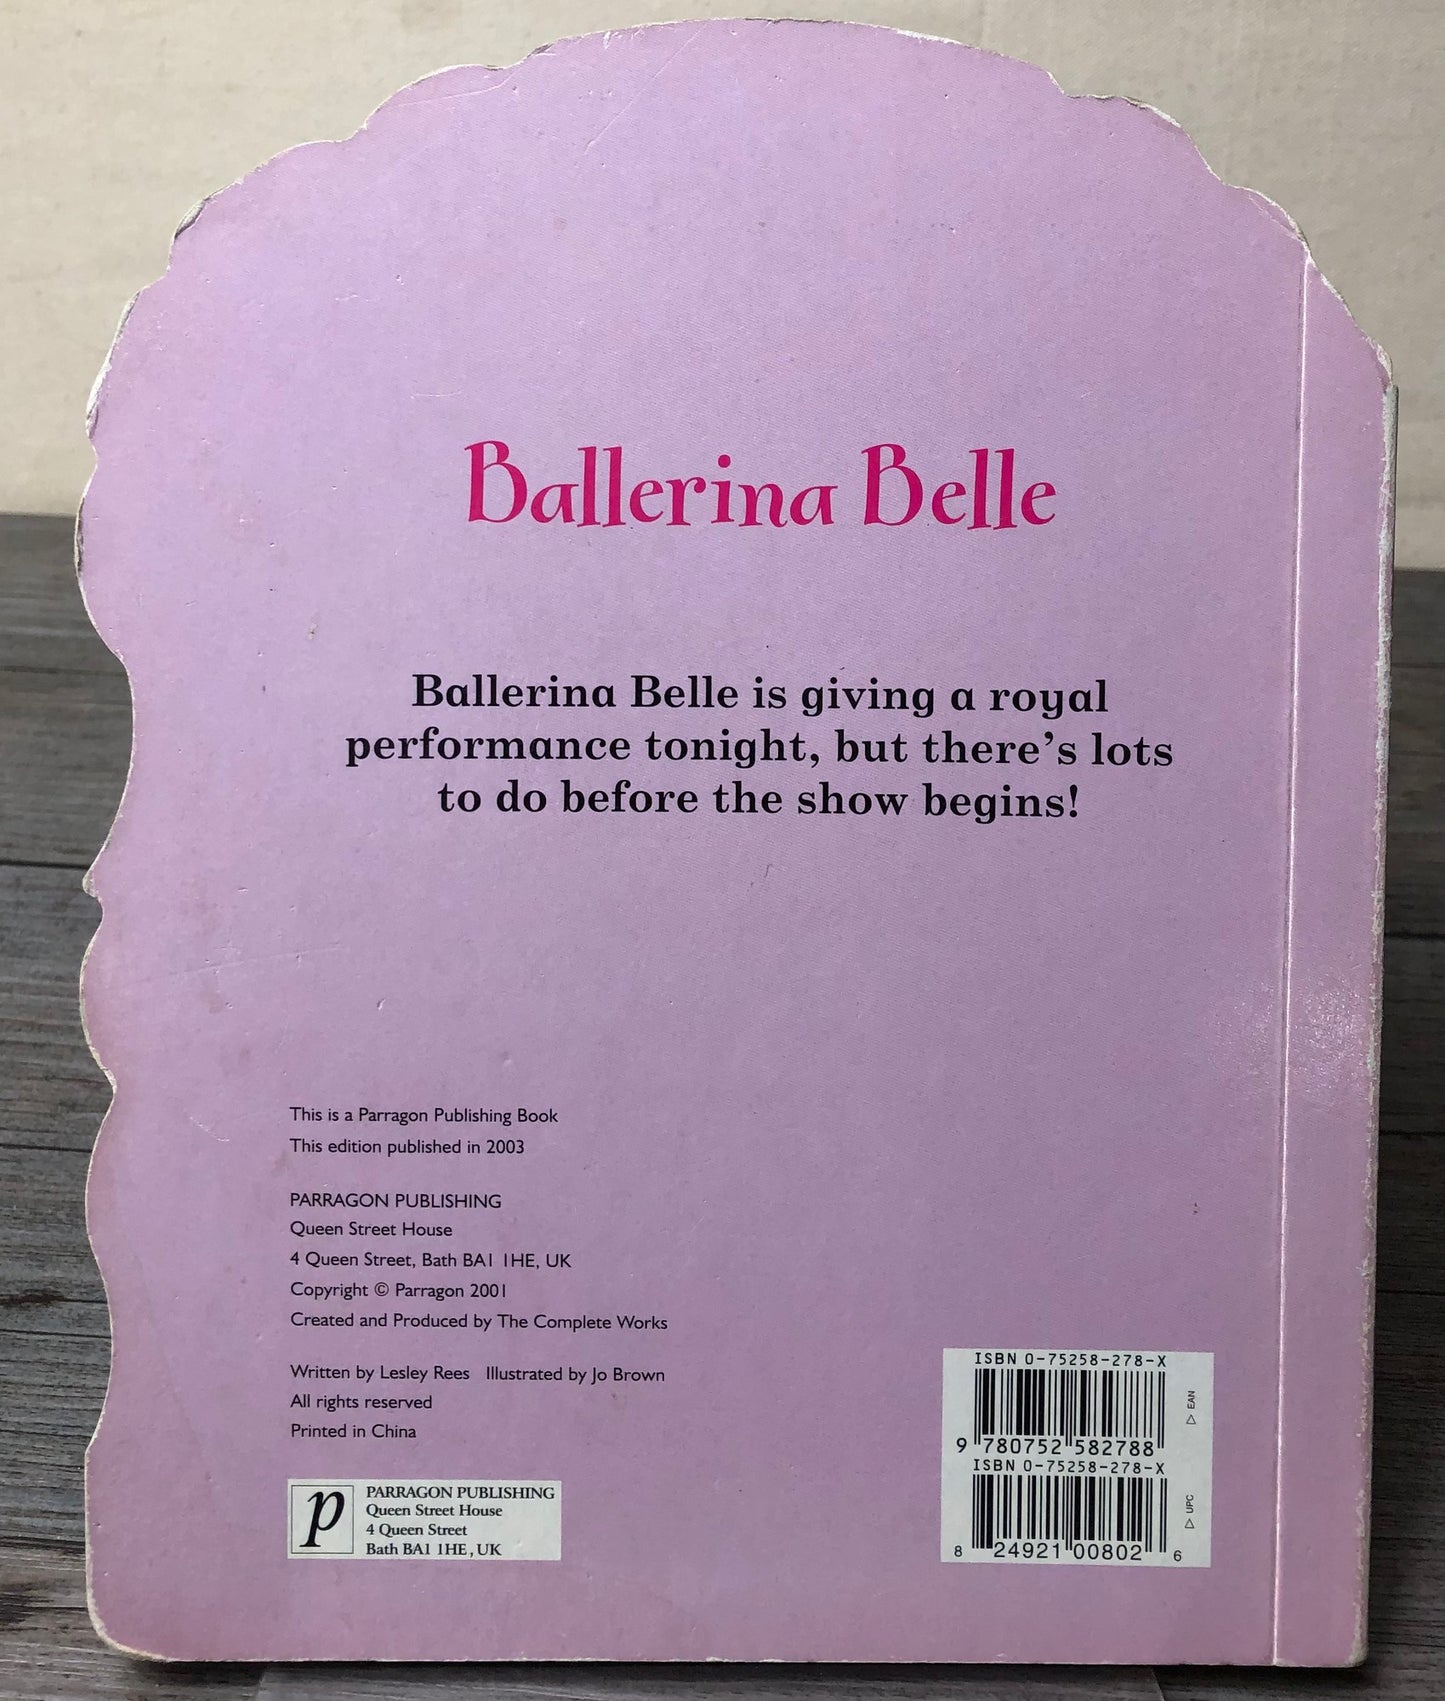 Ballerina Belle
Ballerina Belle is giving a royal
performance tonight, but there's lots
to do before the show begins!
This is a Parragon Publishing Book
This edition published in 2003
PARRAGON PUBLISHING
Queen Street House
4 Queen Street, Bath BA1 1HE, UK
Copyright © Parragon 2001
Created and Produced by The Complete Works
Written by Lesley Rees Illustrated by Jo Brown
All rights reserved
Printed in China
p
PARRAGON PUBLISHING
Queen Street House
4 Queen Street
Bath BA1 1HE, UK
ISBN 0-75258-278-X
▷ EAN
9 780752 582788
ISBN 0-75258-278-X
▷ UPC
8 24921 00802 6